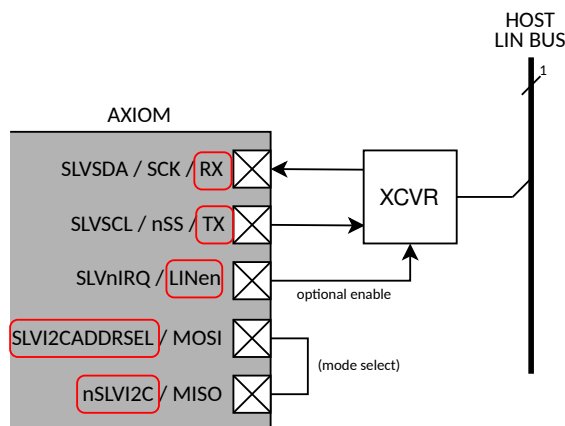 HOST
LIN BUS
1
AXIOM
SLVSDA / SCK / RX
XCVR
SLVSCL / nSS / TX
SLVnIRQ / LINen
optional enable
SLVI2CADDRSEL / MOSI
(mode select)
nSLVI2C / MISO